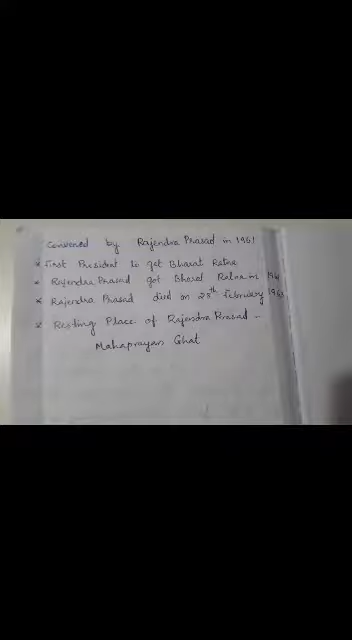 Convened by Rajendra Prasad in 1961
* First President to get Bharat Ratna
* Rajendra Prasad got Bharat Ratna in
* Rajendra Prasad died on 28th february 1963
* Resting Place of Rajendra Prasad -
Mahaprayan Ghat